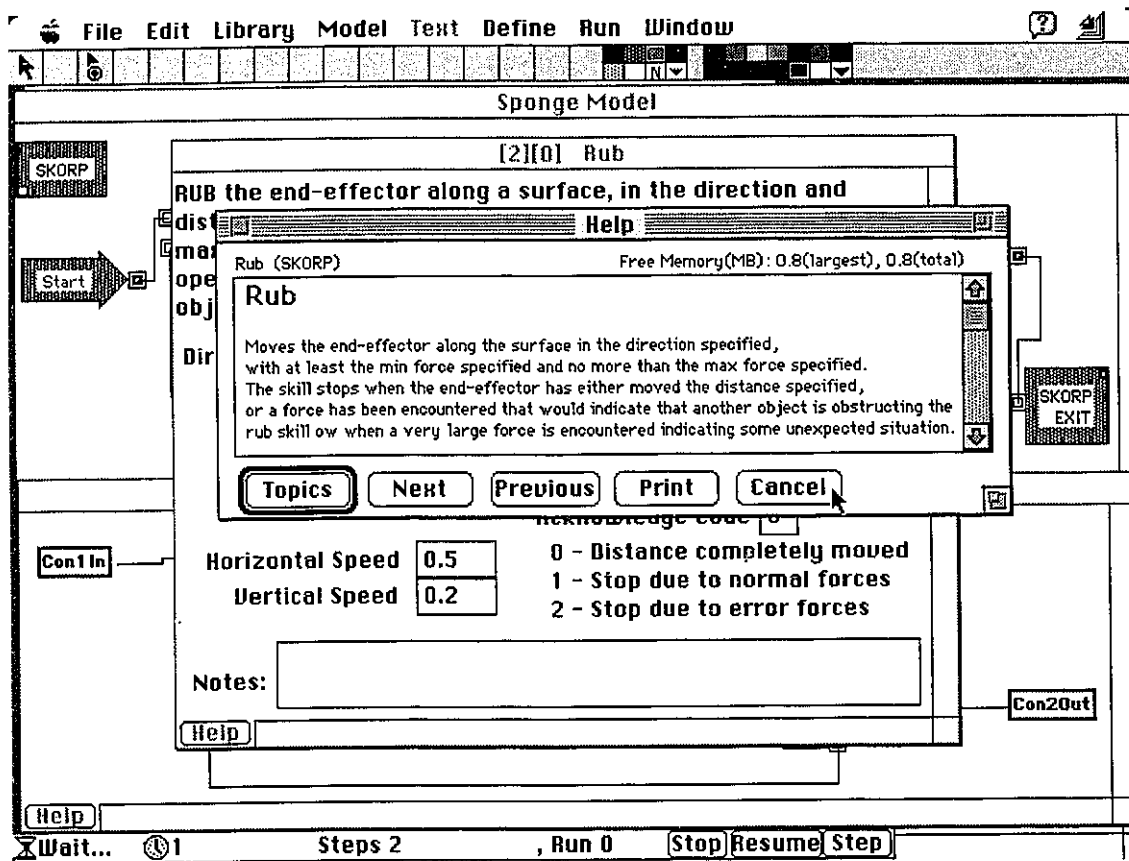 File Edit Library Model Text Define Run Window
N
Sponge Model
SKORP
[2][0] Rub
RUB the end-effector along a surface, in the direction and
dist
max
ope
obj
Start
Dir
Help
Rub (SKORP) Free Memory(MB): 0.8(largest), 0.8(total)
Rub
Moves the end-effector along the surface in the direction specified,
with at least the min force specified and no more than the max force specified.
The skill stops when the end-effector has either moved the distance specified,
or a force has been encountered that would indicate that another object is obstructing the
rub skill ow when a very large force is encountered indicating some unexpected situation.
Topics Next Previous Print Cancel
SKORP
EXIT
Acknowledge code
Con1In
Horizontal Speed 0.5
Vertical Speed 0.2
0 - Distance completely moved
1 - Stop due to normal forces
2 - Stop due to error forces
Notes:
Con2Out
Help
Help
Wait... 1 Steps 2 , Run 0 Stop Resume Step